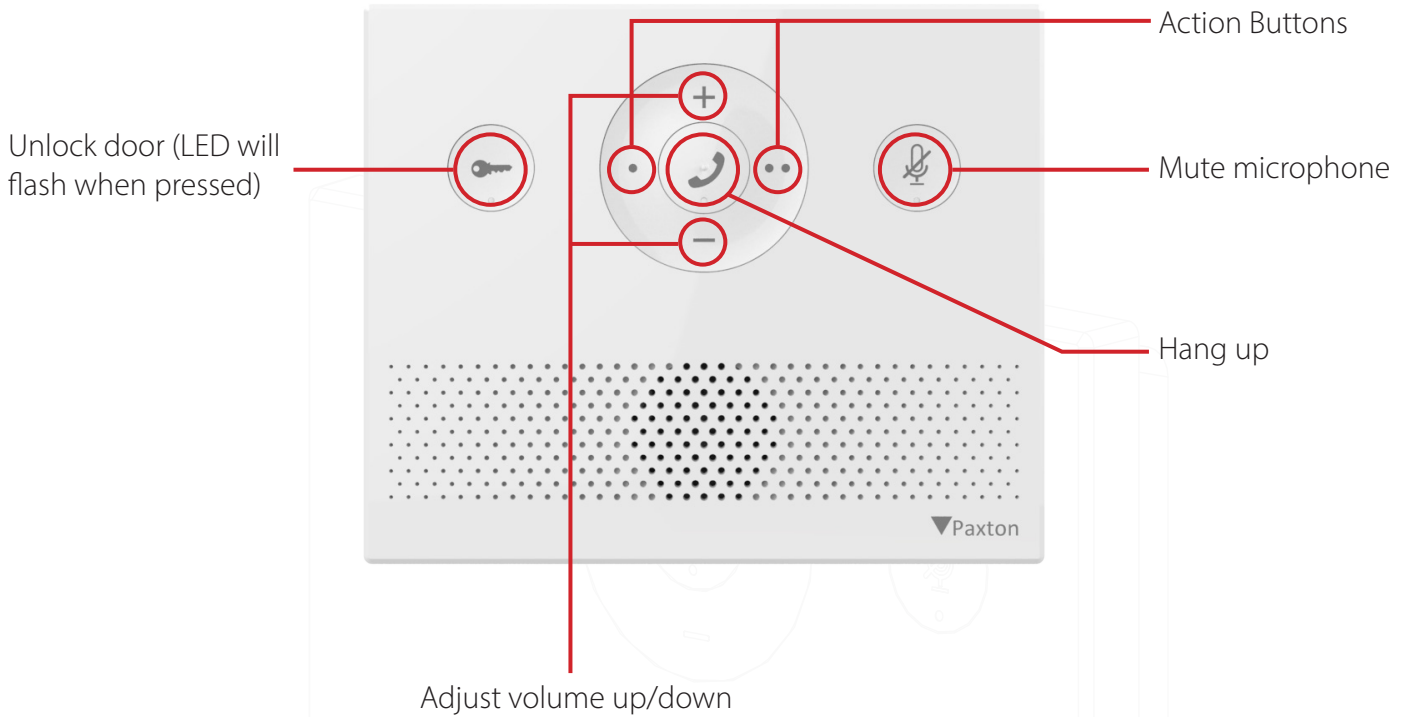 Action Buttons
Unlock door (LED will
flash when pressed)
Mute microphone
Hang up
Paxton
Adjust volume up/down